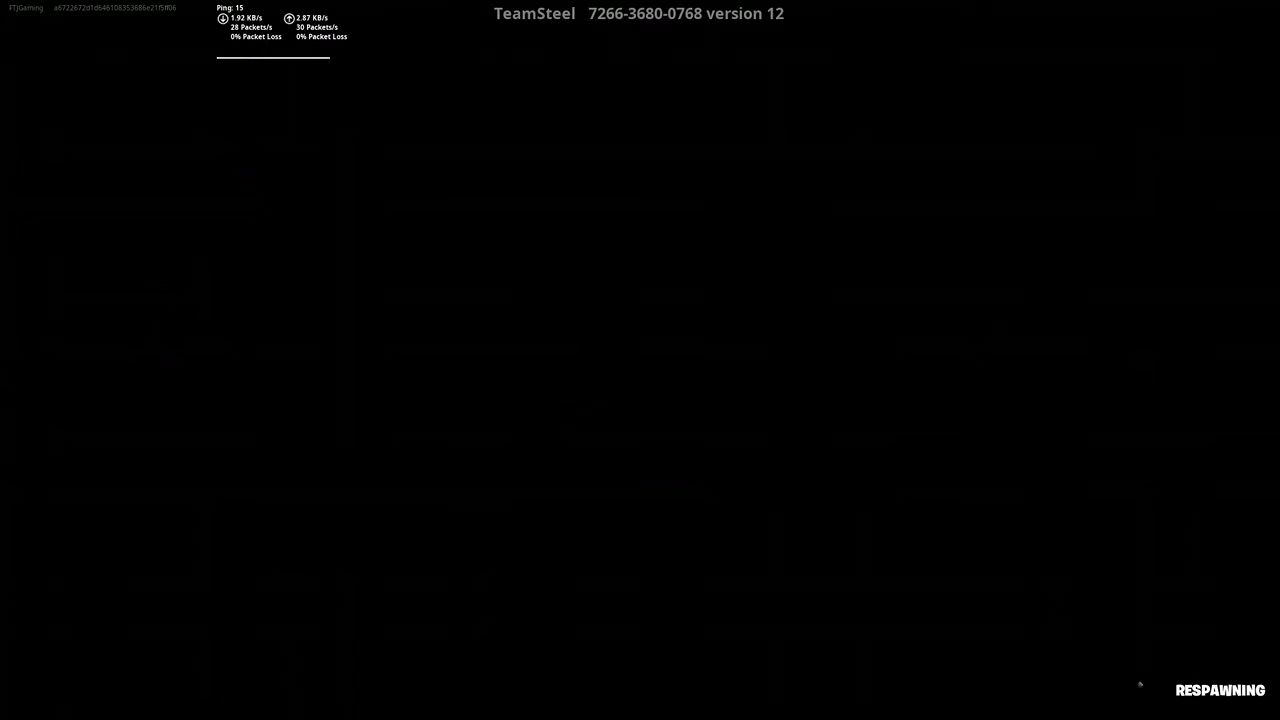 FTJGaming a6722672d1d646108353686e21f5ff06
Ping: 15
1.92 KB/s 2.87 KB/s
28 Packets/s 30 Packets/s
0% Packet Loss 0% Packet Loss
TeamSteel 7266-3680-0768 version 12
RESPAWNING